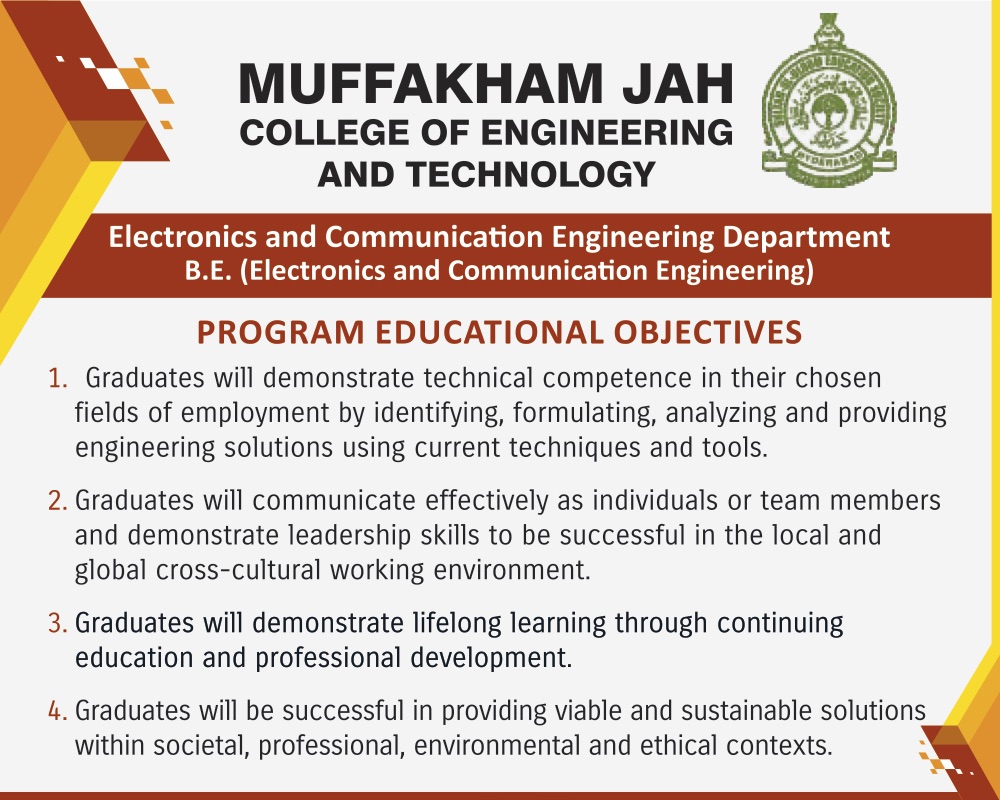 MUFFAKHAM JAH
COLLEGE OF ENGINEERING
AND TECHNOLOGY
HYDERABAD
Electronics and Communication Engineering Department
B.E. (Electronics and Communication Engineering)
PROGRAM EDUCATIONAL OBJECTIVES
1. Graduates will demonstrate technical competence in their chosen
fields of employment by identifying, formulating, analyzing and providing
engineering solutions using current techniques and tools.
2. Graduates will communicate effectively as individuals or team members
and demonstrate leadership skills to be successful in the local and
global cross-cultural working environment.
3. Graduates will demonstrate lifelong learning through continuing
education and professional development.
4. Graduates will be successful in providing viable and sustainable solutions
within societal, professional, environmental and ethical contexts.